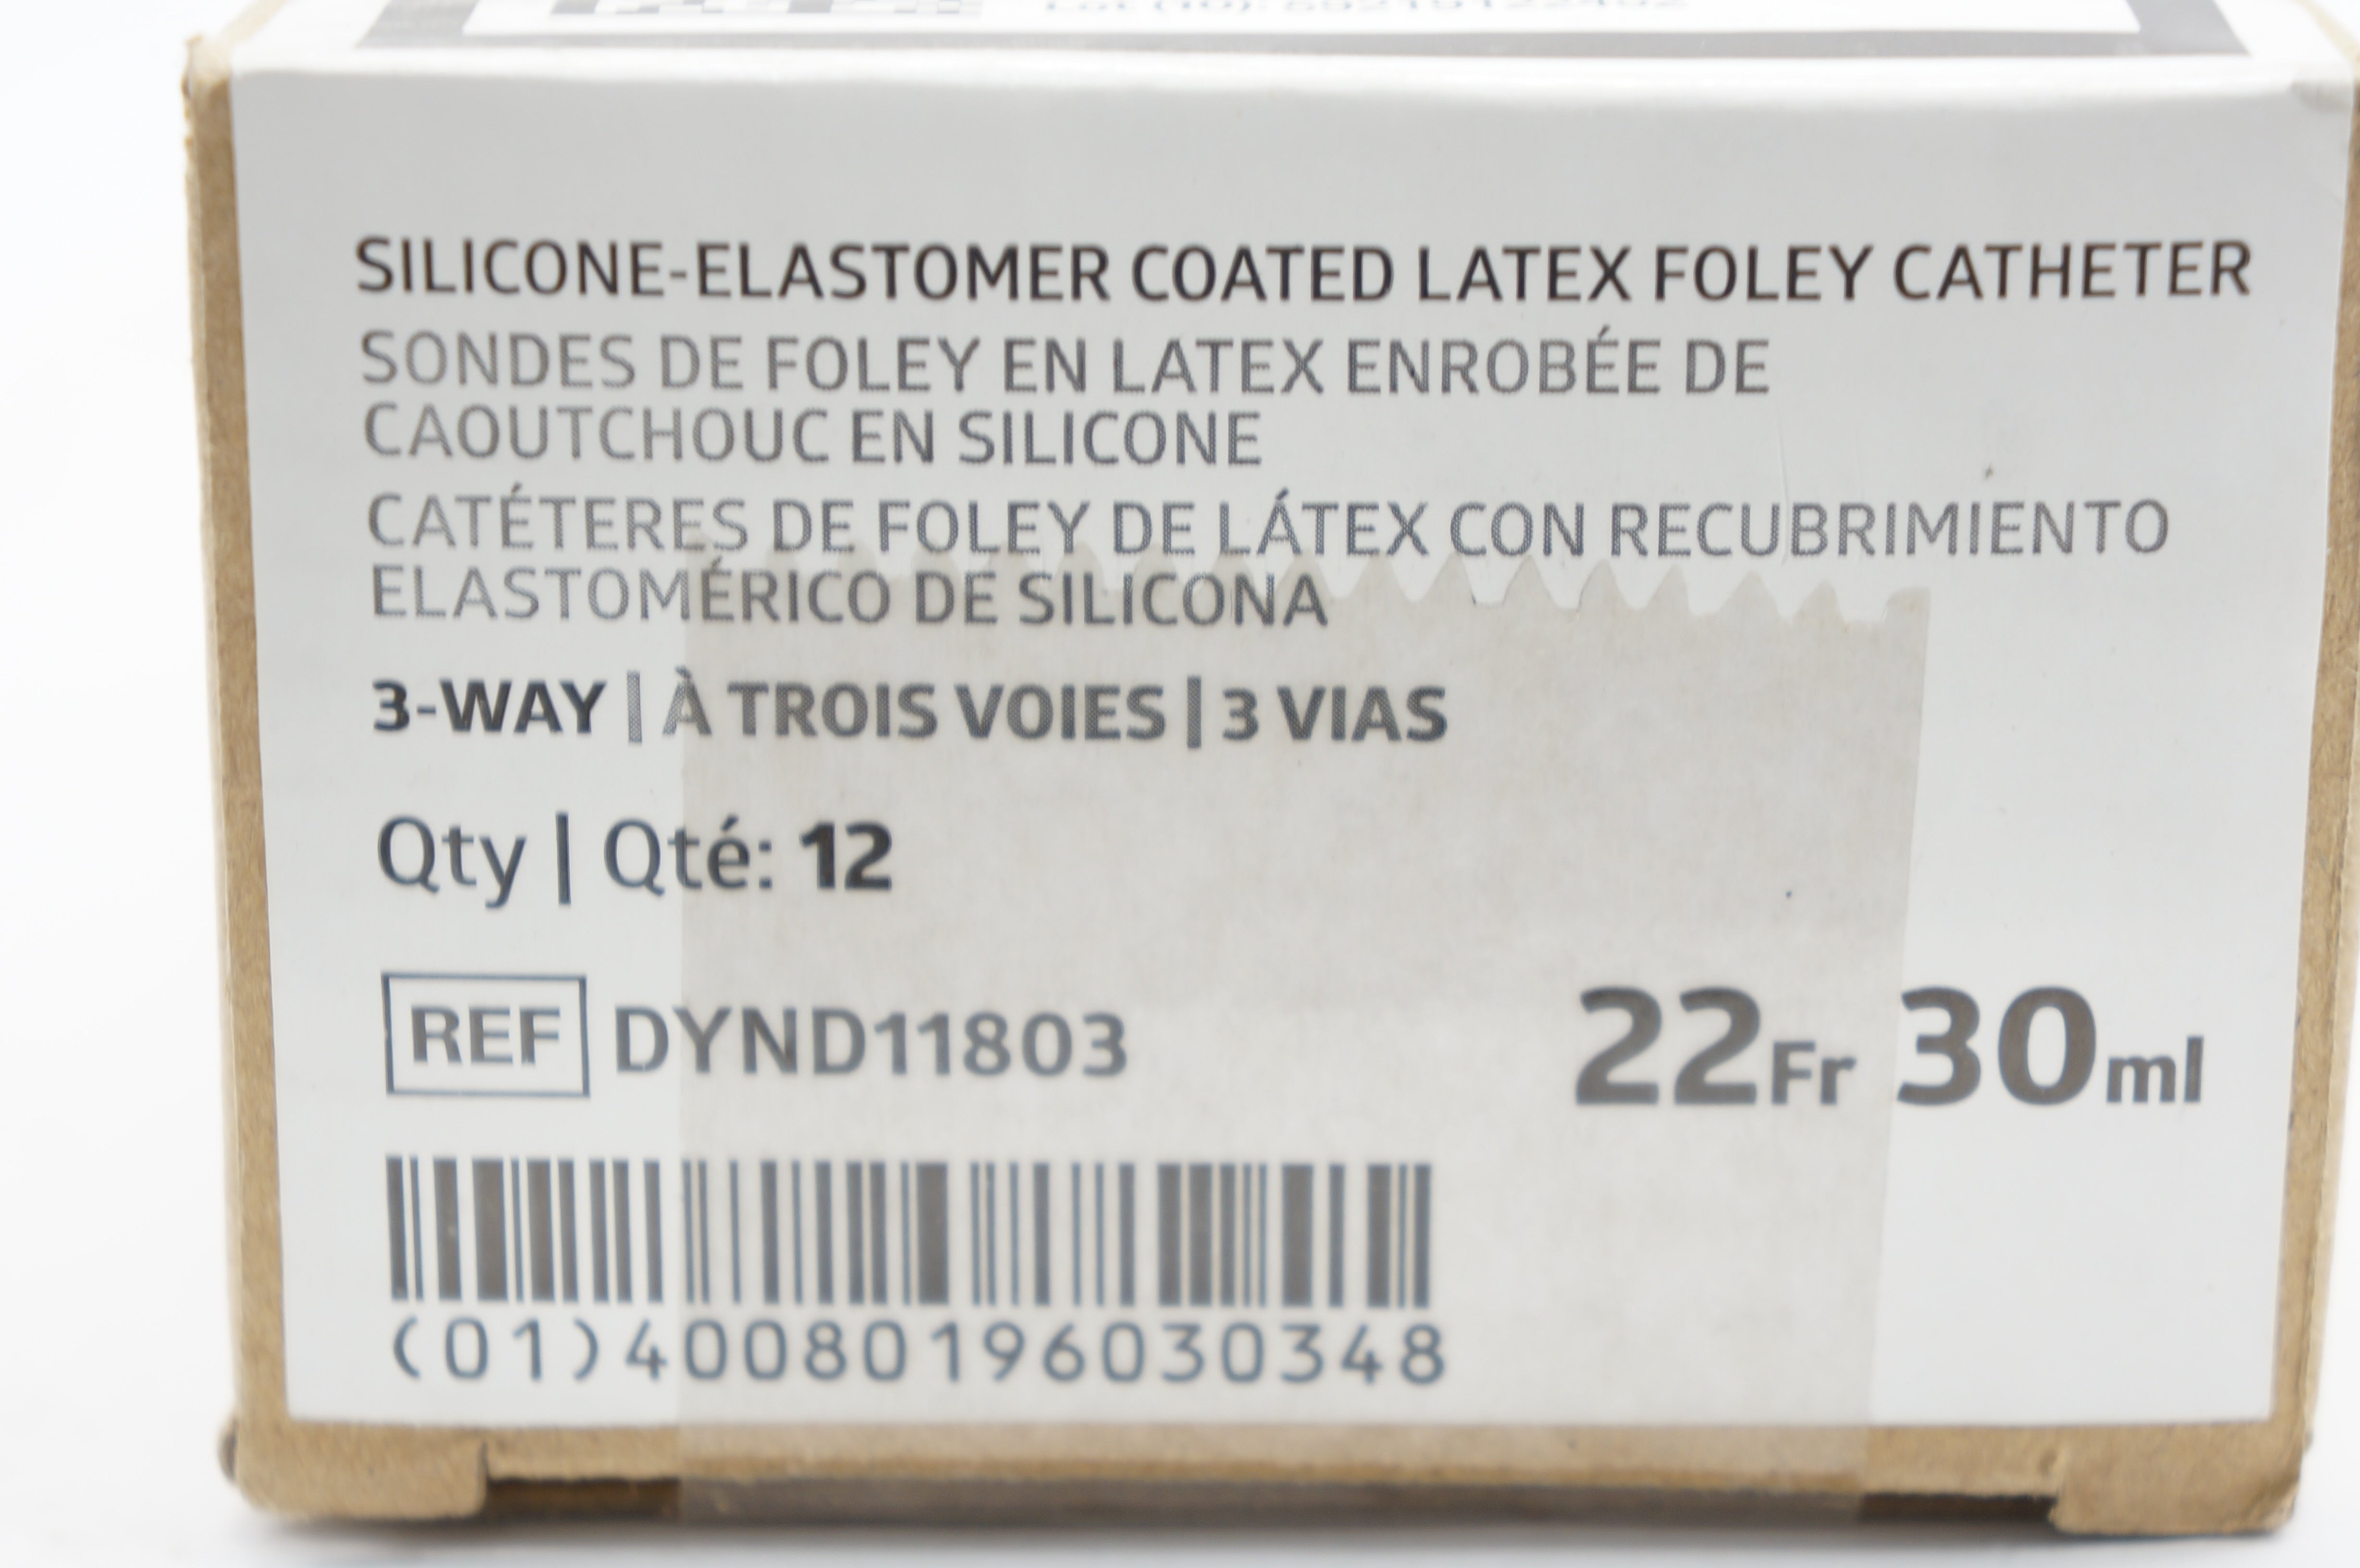 SILICONE-ELASTOMER COATED LATEX FOLEY CATHETER
SONDES DE FOLEY EN LATEX ENROBÉE DE
CAOUTCHOUC EN SILICONE
CATÉTERES DE FOLEY DE LÁTEX CON RECUBRIMIENTO
ELASTOMÉRICO DE SILICONA
3-WAY | À TROIS VOIES | 3 VIAS
Qty | Qté: 12
REF DYND11803
22Fr 30ml
(01)40080196030348